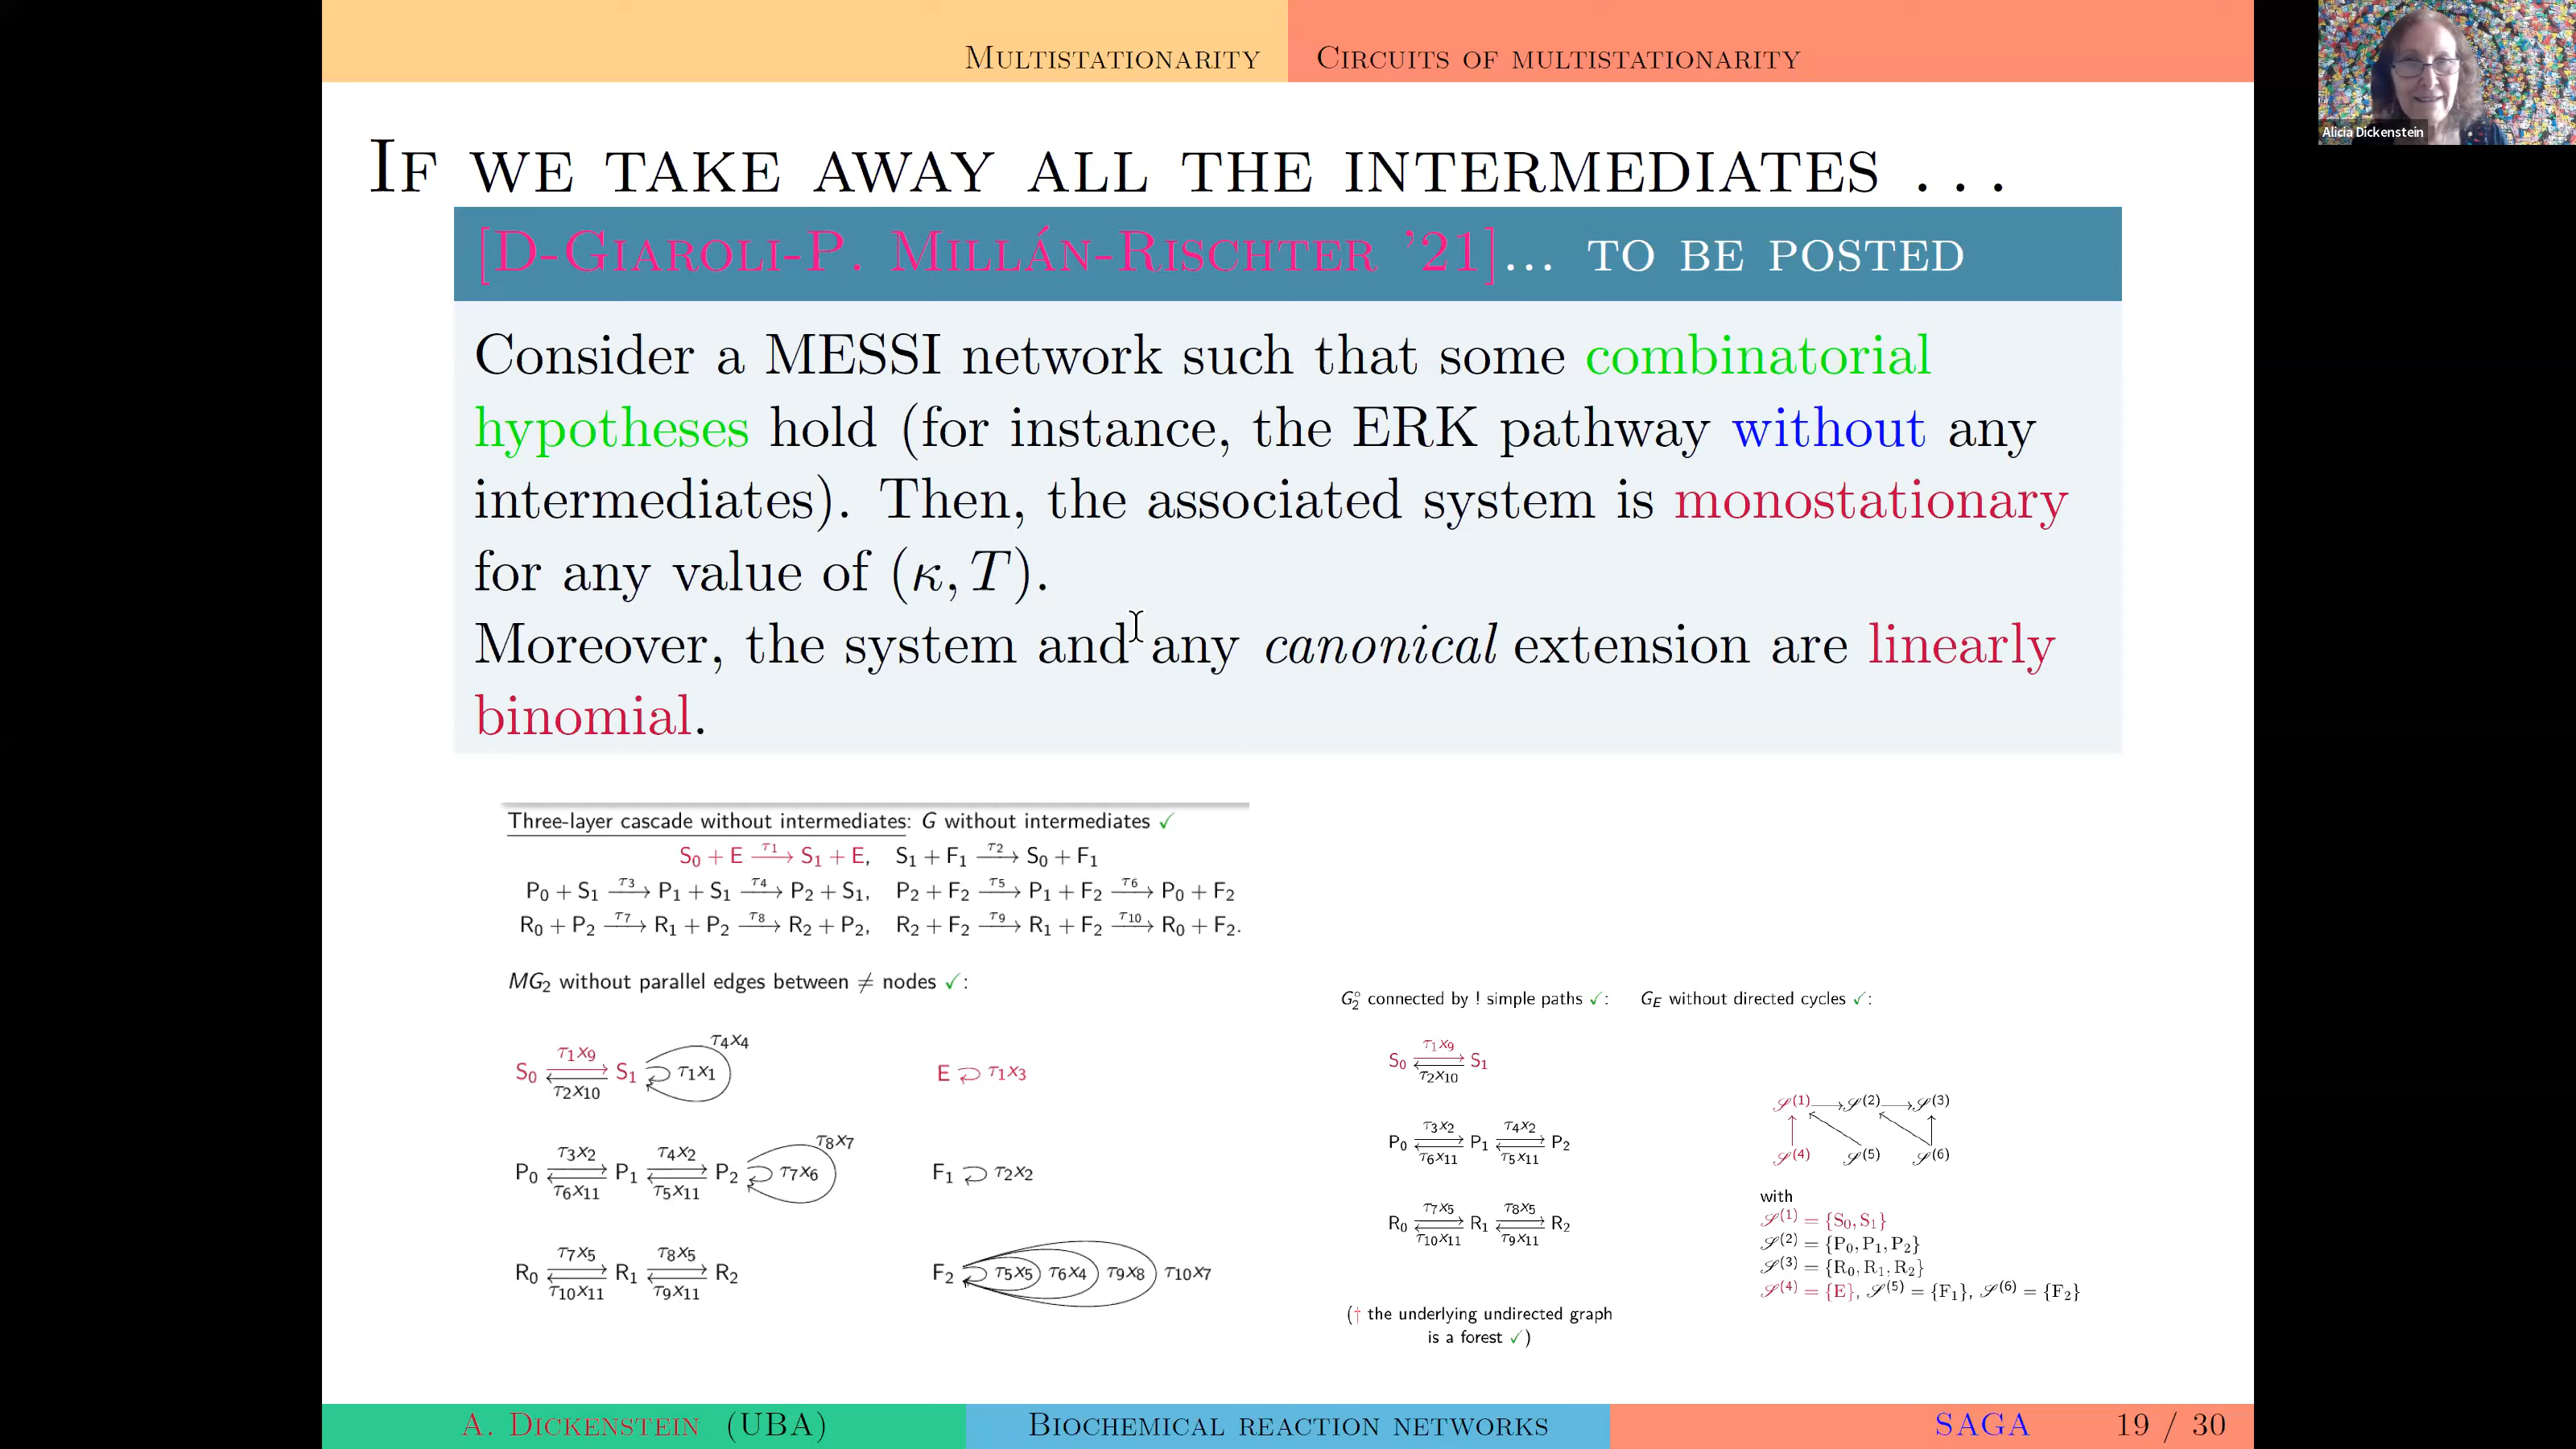 Multistationarity
Circuits of multistationarity
Alicia Dickenstein
If we take away all the intermediates . . .
[D-Giaroli-P. Millán-Rischter '21]... to be posted
Consider a MESSI network such that some combinatorial
hypotheses hold (for instance, the ERK pathway without any
intermediates). Then, the associated system is monostationary
for any value of (κ, T).
Moreover, the system and any canonical extension are linearly
binomial.
Three-layer cascade without intermediates: G without intermediates ✓
S₀ + E →^τ₁ S₁ + E, S₁ + F₁ →^τ₂ S₀ + F₁
P₀ + S₁ →^τ₃ P₁ + S₁ →^τ₄ P₂ + S₁, P₂ + F₂ →^τ₅ P₁ + F₂ →^τ₆ P₀ + F₂
R₀ + P₂ →^τ₇ R₁ + P₂ →^τ₈ R₂ + P₂, R₂ + F₂ →^τ₉ R₁ + F₂ →^τ₁₀ R₀ + F₂.
MG₂ without parallel edges between ≠ nodes ✓:
τ₄x₄
τ₁x₉
S₀ ⇄ S₁ τ₁x₁ E τ₁x₃
τ₂x₁₀
τ₈x₇
τ₃x₂ τ₄x₂
P₀ ⇄ P₁ ⇄ P₂ τ₇x₆ F₁ τ₂x₂
τ₆x₁₁ τ₅x₁₁
τ₇x₅ τ₈x₅
R₀ ⇄ R₁ ⇄ R₂ F₂ τ₅x₅ τ₆x₄ τ₉x₈ τ₁₀x₇
τ₁₀x₁₁ τ₉x₁₁
G₂° connected by ! simple paths ✓:
τ₁x₉
S₀ ⇄ S₁
τ₂x₁₀
τ₃x₂ τ₄x₂
P₀ ⇄ P₁ ⇄ P₂
τ₆x₁₁ τ₅x₁₁
τ₇x₅ τ₈x₅
R₀ ⇄ R₁ ⇄ R₂
τ₁₀x₁₁ τ₉x₁₁
(† the underlying undirected graph
is a forest ✓)
G_E without directed cycles ✓:
𝒮⁽¹⁾ → 𝒮⁽²⁾ → 𝒮⁽³⁾
𝒮⁽⁴⁾ 𝒮⁽⁵⁾ 𝒮⁽⁶⁾
with
𝒮⁽¹⁾ = {S₀, S₁}
𝒮⁽²⁾ = {P₀, P₁, P₂}
𝒮⁽³⁾ = {R₀, R₁, R₂}
𝒮⁽⁴⁾ = {E}, 𝒮⁽⁵⁾ = {F₁}, 𝒮⁽⁶⁾ = {F₂}
A. Dickenstein (UBA)
Biochemical reaction networks
SAGA 19 / 30